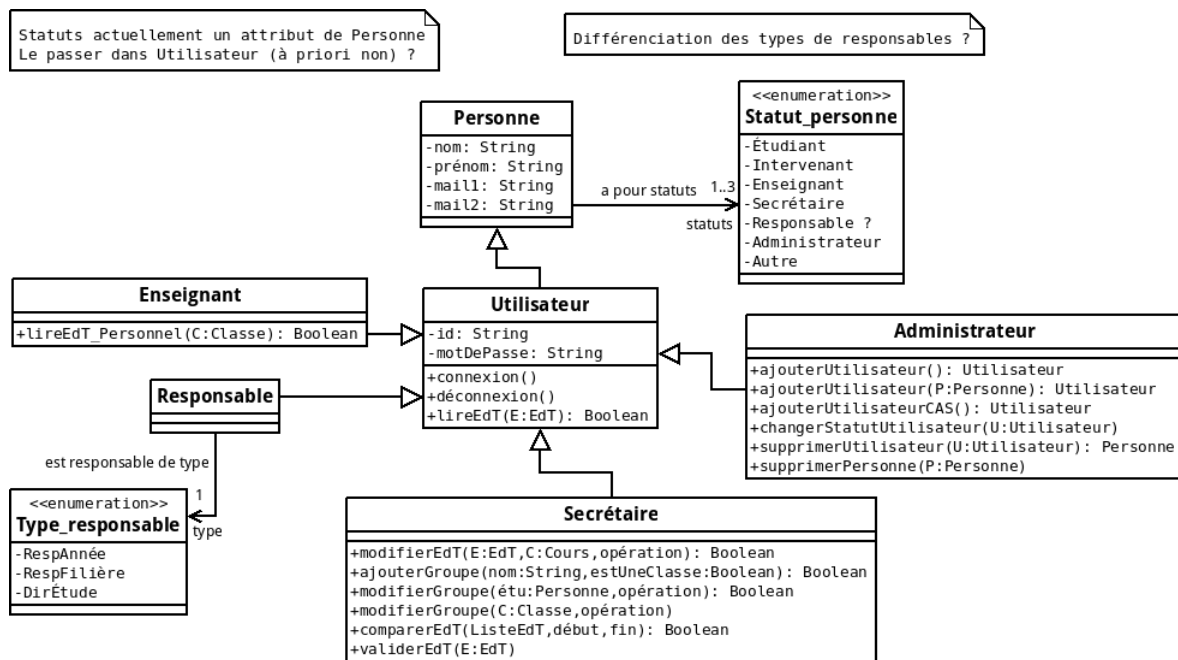 Statuts actuellement un attribut de Personne
Le passer dans Utilisateur (à priori non) ?
Différenciation des types de responsables ?
Personne
-nom: String
-prénom: String
-mail1: String
-mail2: String
a pour statuts
1..3
statuts
<<enumeration>>
Statut_personne
-Étudiant
-Intervenant
-Enseignant
-Secrétaire
-Responsable ?
-Administrateur
-Autre
Enseignant
+lireEdT_Personnel(C:Classe): Boolean
Utilisateur
-id: String
-motDePasse: String
+connexion()
+déconnexion()
+lireEdT(E:EdT): Boolean
Administrateur
+ajouterUtilisateur(): Utilisateur
+ajouterUtilisateur(P:Personne): Utilisateur
+ajouterUtilisateurCAS(): Utilisateur
+changerStatutUtilisateur(U:Utilisateur)
+supprimerUtilisateur(U:Utilisateur): Personne
+supprimerPersonne(P:Personne)
Responsable
est responsable de type
1
type
<<enumeration>>
Type_responsable
-RespAnnée
-RespFilière
-DirÉtude
Secrétaire
+modifierEdT(E:EdT,C:Cours,opération): Boolean
+ajouterGroupe(nom:String,estUneClasse:Boolean): Boolean
+modifierGroupe(étu:Personne,opération): Boolean
+modifierGroupe(C:Classe,opération)
+comparerEdT(ListeEdT,début,fin): Boolean
+validerEdT(E:EdT)